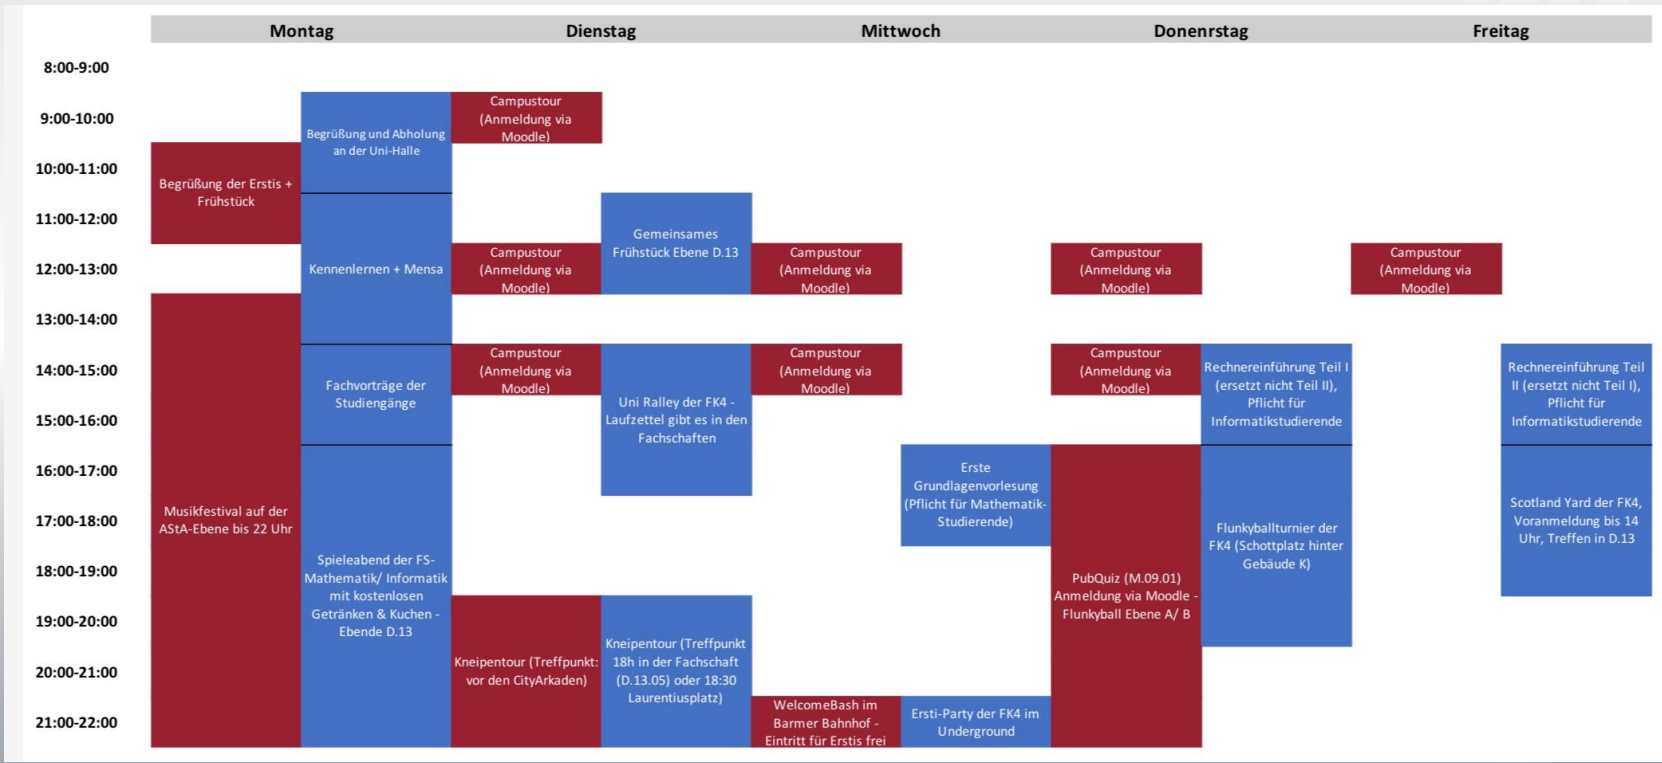 Montag
Dienstag
Mittwoch
Donenrstag
Freitag
8:00-9:00
9:00-10:00
10:00-11:00
11:00-12:00
12:00-13:00
13:00-14:00
14:00-15:00
15:00-16:00
16:00-17:00
17:00-18:00
18:00-19:00
19:00-20:00
20:00-21:00
21:00-22:00
Begrüßung der Erstis +
Frühstück
Musikfestival auf der
AStA-Ebene bis 22 Uhr
Begrüßung und Abholung
an der Uni-Halle
Kennenlernen + Mensa
Fachvorträge der
Studiengänge
Spieleabend der FS-
Mathematik/ Informatik
mit kostenlosen
Getränken & Kuchen -
Ebende D.13
Campustour
(Anmeldung via
Moodle)
Campustour
(Anmeldung via
Moodle)
Campustour
(Anmeldung via
Moodle)
Kneipentour (Treffpunkt:
vor den CityArkaden)
Gemeinsames
Frühstück Ebene D.13
Uni Ralley der FK4 -
Laufzettel gibt es in den
Fachschaften
Kneipentour (Treffpunkt
18h in der Fachschaft
(D.13.05) oder 18:30
Laurentiusplatz)
Campustour
(Anmeldung via
Moodle)
Campustour
(Anmeldung via
Moodle)
WelcomeBash im
Barmer Bahnhof -
Eintritt für Erstis frei
Erste
Grundlagenvorlesung
(Pflicht für Mathematik-
Studierende)
Ersti-Party der FK4 im
Underground
Campustour
(Anmeldung via
Moodle)
Campustour
(Anmeldung via
Moodle)
PubQuiz (M.09.01)
Anmeldung via Moodle -
Flunkyball Ebene A/ B
Rechnereinführung Teil I
(ersetzt nicht Teil II),
Pflicht für
Informatikstudierende
Flunkyballturnier der
FK4 (Schottplatz hinter
Gebäude K)
Campustour
(Anmeldung via
Moodle)
Rechnereinführung Teil
II (ersetzt nicht Teil I),
Pflicht für
Informatikstudierende
Scotland Yard der FK4,
Voranmeldung bis 14
Uhr, Treffen in D.13